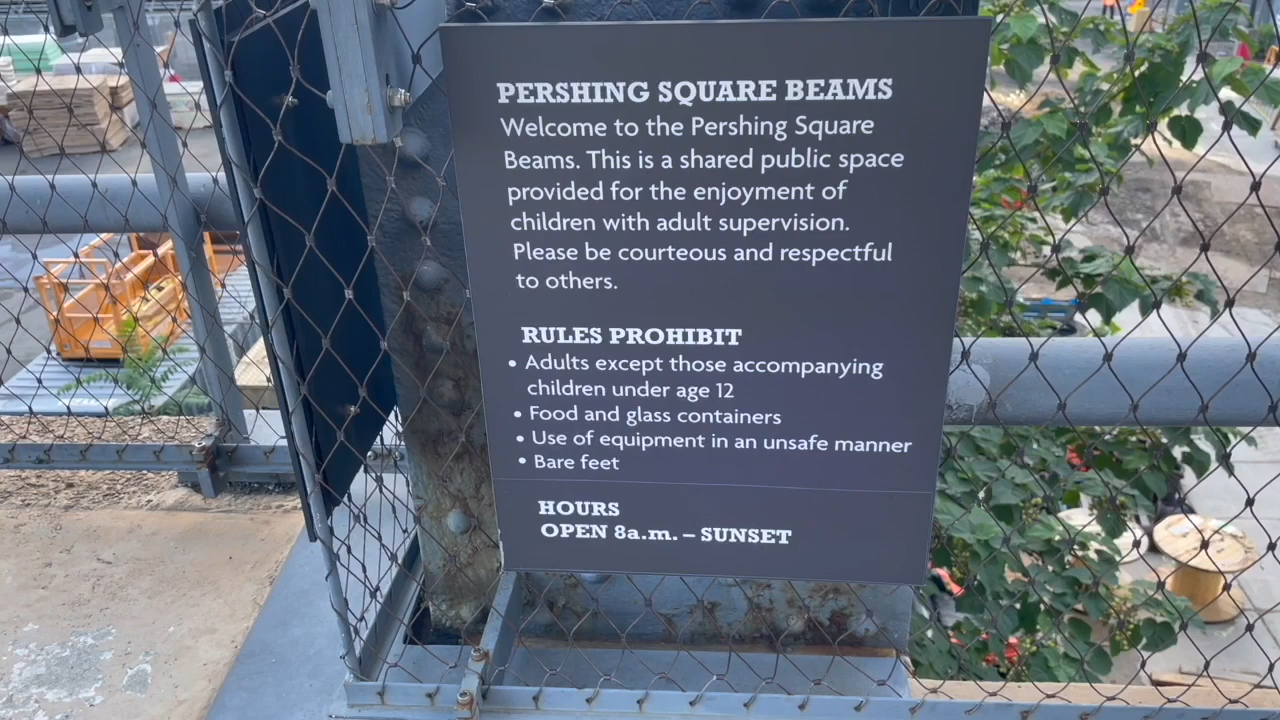 PERSHING SQUARE BEAMS
Welcome to the Pershing Square
Beams. This is a shared public space
provided for the enjoyment of
children with adult supervision.
Please be courteous and respectful
to others.
RULES PROHIBIT
• Adults except those accompanying
children under age 12
• Food and glass containers
• Use of equipment in an unsafe manner
• Bare feet
HOURS
OPEN 8a.m. – SUNSET